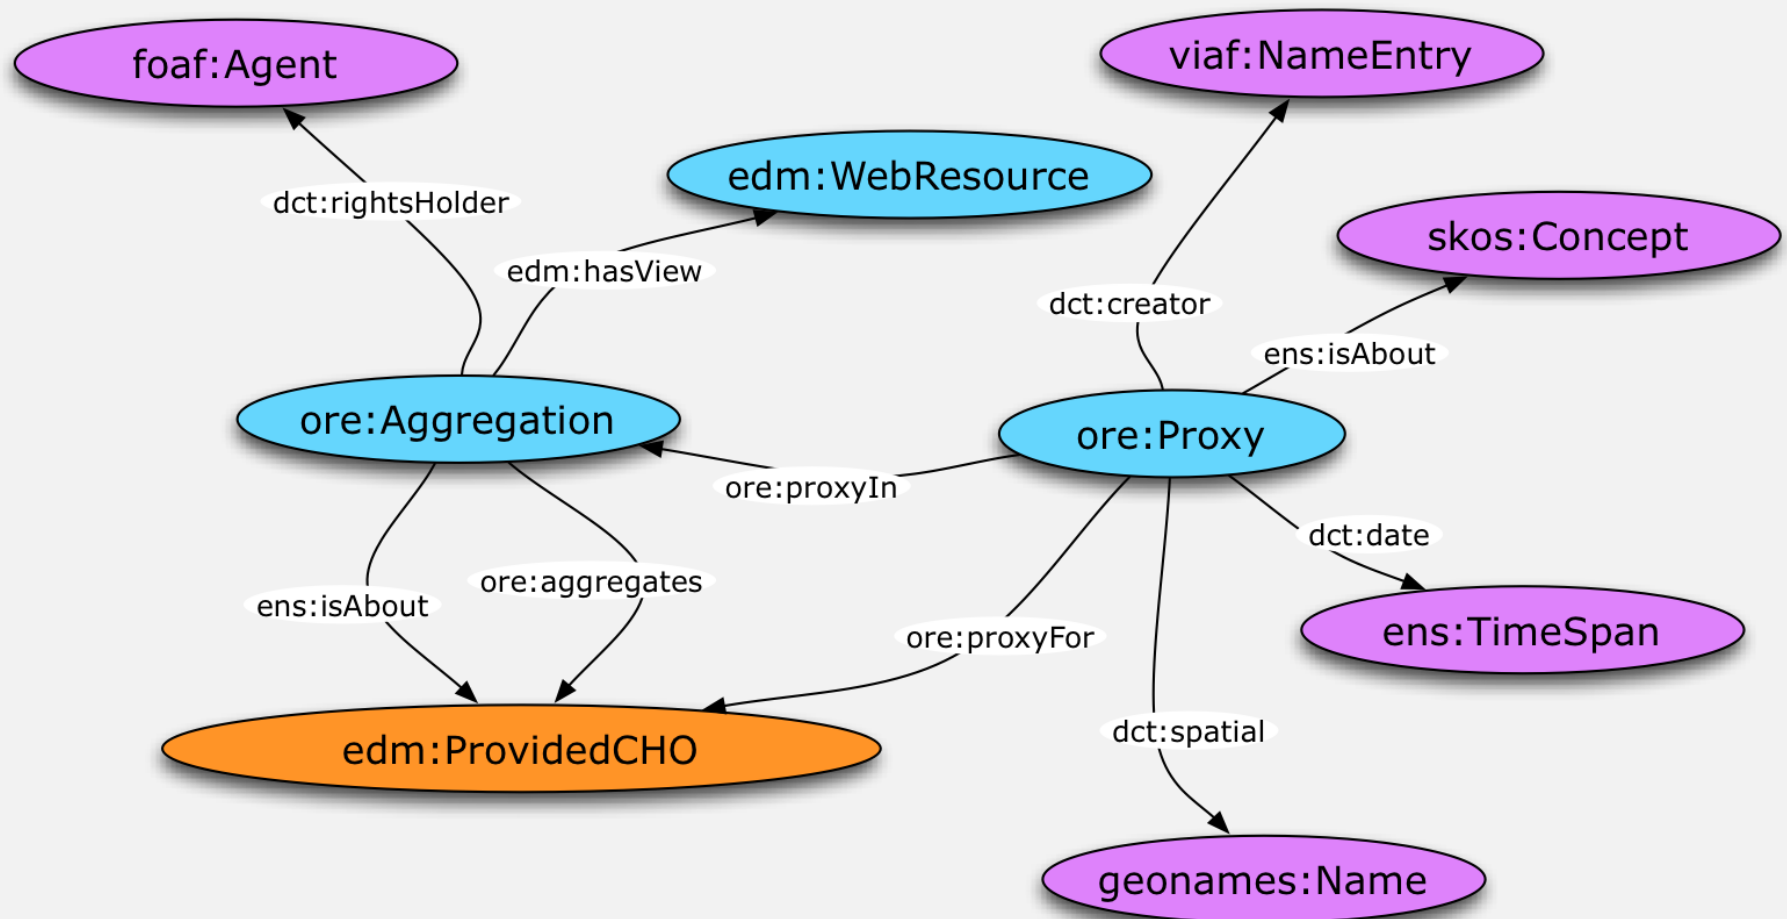 foaf:Agent
viaf:NameEntry
edm:WebResource
dct:rightsHolder
skos:Concept
edm:hasView
dct:creator
ens:isAbout
ore:Aggregation
ore:Proxy
ore:proxyIn
dct:date
ore:aggregates
ens:isAbout
ore:proxyFor
ens:TimeSpan
dct:spatial
edm:ProvidedCHO
geonames:Name